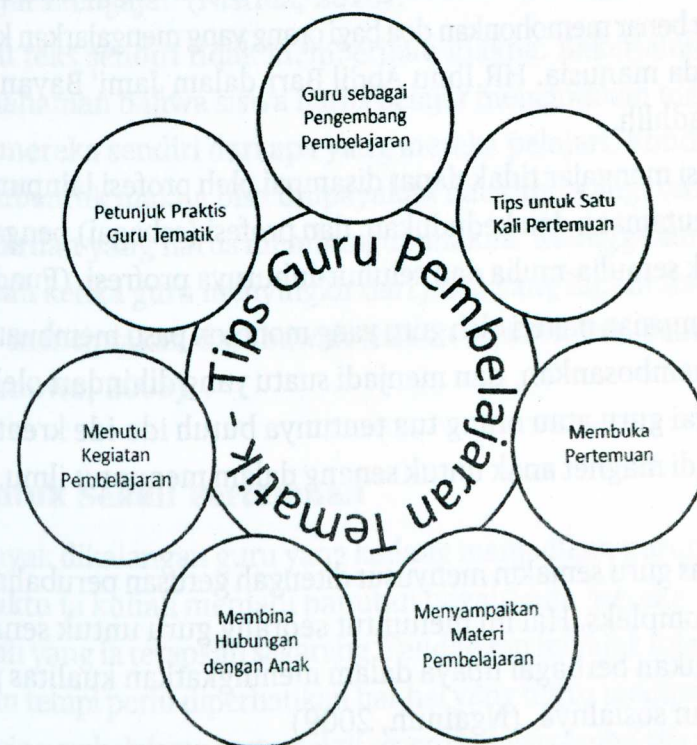 Guru sebagai
Pengembang
Pembelajaran
Tips untuk Satu
Kali Pertemuan
Membuka
Pertemuan
Menyampaikan
Materi
Pembelajaran
Membina
Hubungan
dengan Anak
Menutu
Kegiatan
Pembelajaran
Petunjuk Praktis
Guru Tematik
Tips Guru Pembelajaran Tematik -